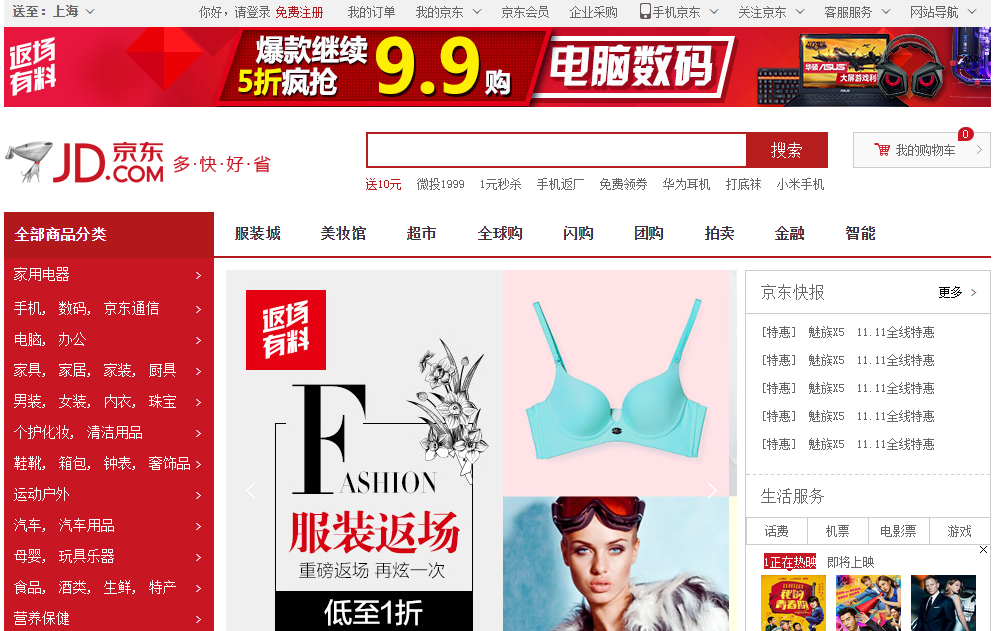 送至：上海 你好，请登录 免费注册 我的订单 我的京东 京东会员 企业采购 手机京东 关注京东 客服服务 网站导航
返场
有料
爆款继续
5折疯抢
9.9购
电脑数码
华硕/ASUS
大屏游戏利
JD.COM 京东 多·快·好·省
搜索
0
我的购物车
送10元 微投1999 1元秒杀 手机返厂 免费领券 华为耳机 打底袜 小米手机
全部商品分类 服装城 美妆馆 超市 全球购 闪购 团购 拍卖 金融 智能
家用电器
手机， 数码， 京东通信
电脑， 办公
家具， 家居， 家装， 厨具
男装， 女装， 内衣， 珠宝
个护化妆， 清洁用品
鞋靴， 箱包， 钟表， 奢饰品
运动户外
汽车， 汽车用品
母婴， 玩具乐器
食品， 酒类， 生鲜， 特产
营养保健
返场
有料
FASHION
服装返场
重磅返场 再炫一次
低至1折
京东快报 更多
[特惠] 魅族X5 11.11全线特惠
[特惠] 魅族X5 11.11全线特惠
[特惠] 魅族X5 11.11全线特惠
[特惠] 魅族X5 11.11全线特惠
[特惠] 魅族X5 11.11全线特惠
生活服务
话费 机票 电影票 游戏
1正在热映 即将上映